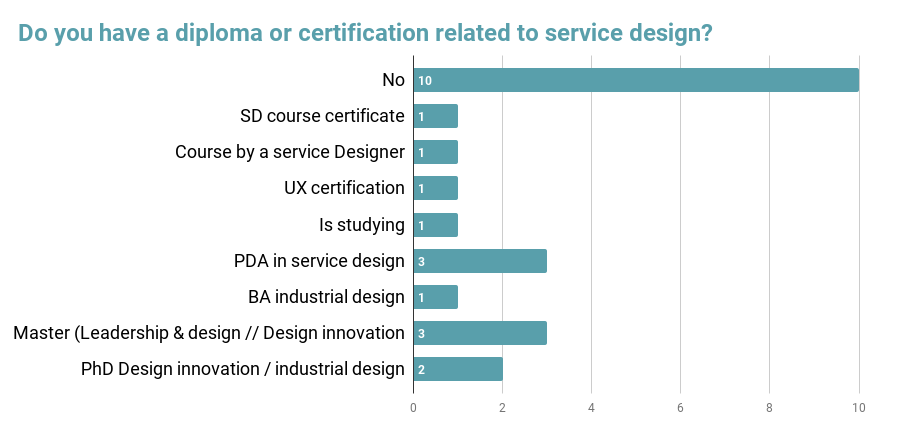 Do you have a diploma or certification related to service design?
No 10
SD course certificate 1
Course by a service Designer 1
UX certification 1
Is studying 1
PDA in service design 3
BA industrial design 1
Master (Leadership & design // Design innovation 3
PhD Design innovation / industrial design 2
0 2 4 6 8 10